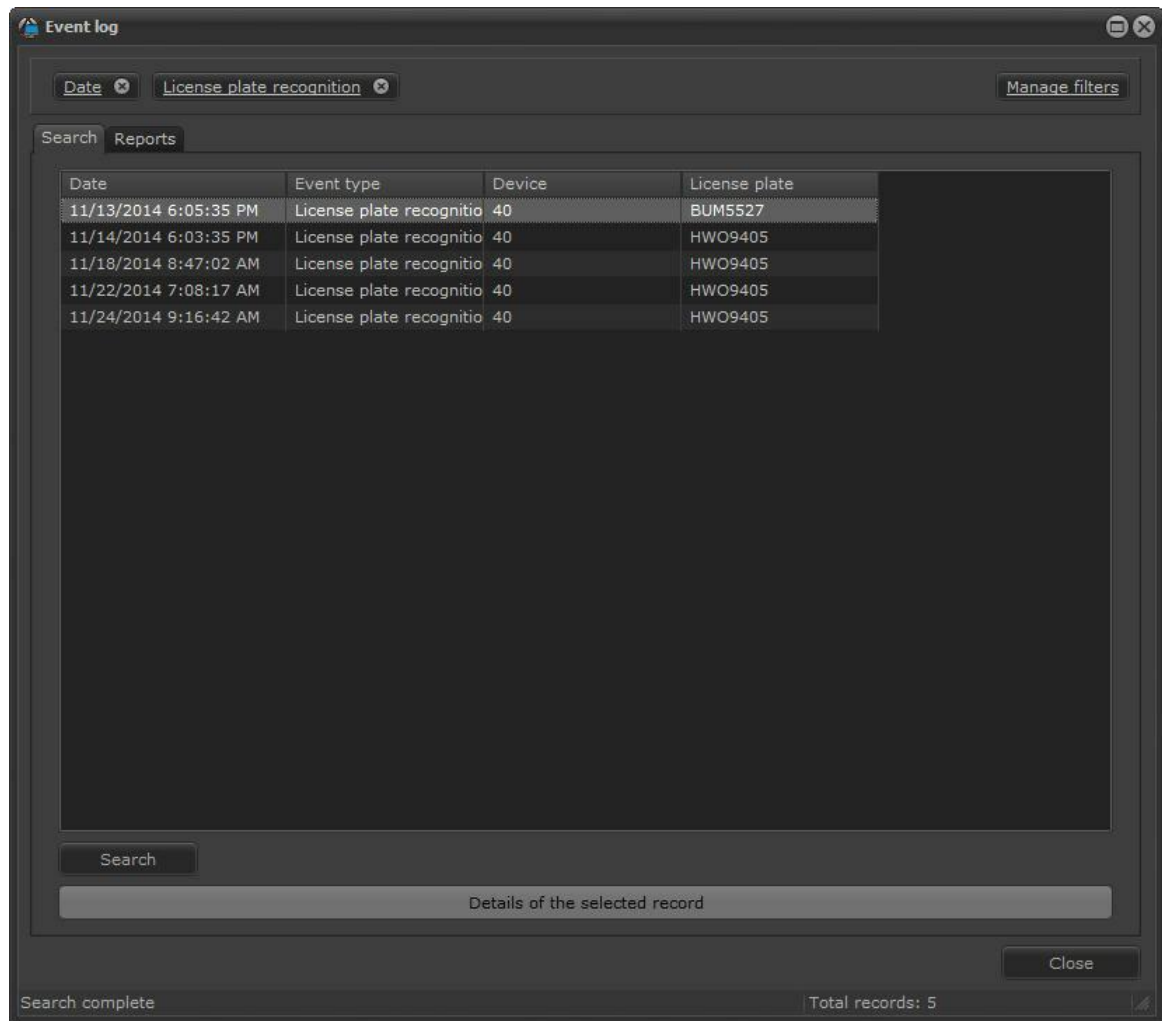 Event log
Date License plate recognition Manage filters
Search Reports
Date Event type Device License plate
11/13/2014 6:05:35 PM License plate recognitio 40 BUM5527
11/14/2014 6:03:35 PM License plate recognitio 40 HWO9405
11/18/2014 8:47:02 AM License plate recognitio 40 HWO9405
11/22/2014 7:08:17 AM License plate recognitio 40 HWO9405
11/24/2014 9:16:42 AM License plate recognitio 40 HWO9405
Search
Details of the selected record
Close
Search complete Total records: 5